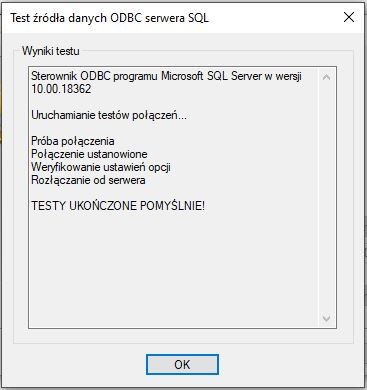 Test źródła danych ODBC serwera SQL
Wyniki testu
Sterownik ODBC programu Microsoft SQL Server w wersji
10.00.18362
Uruchamianie testów połączeń...
Próba połączenia
Połączenie ustanowione
Weryfikowanie ustawień opcji
Rozłączanie od serwera
TESTY UKOŃCZONE POMYŚLNIE!
OK